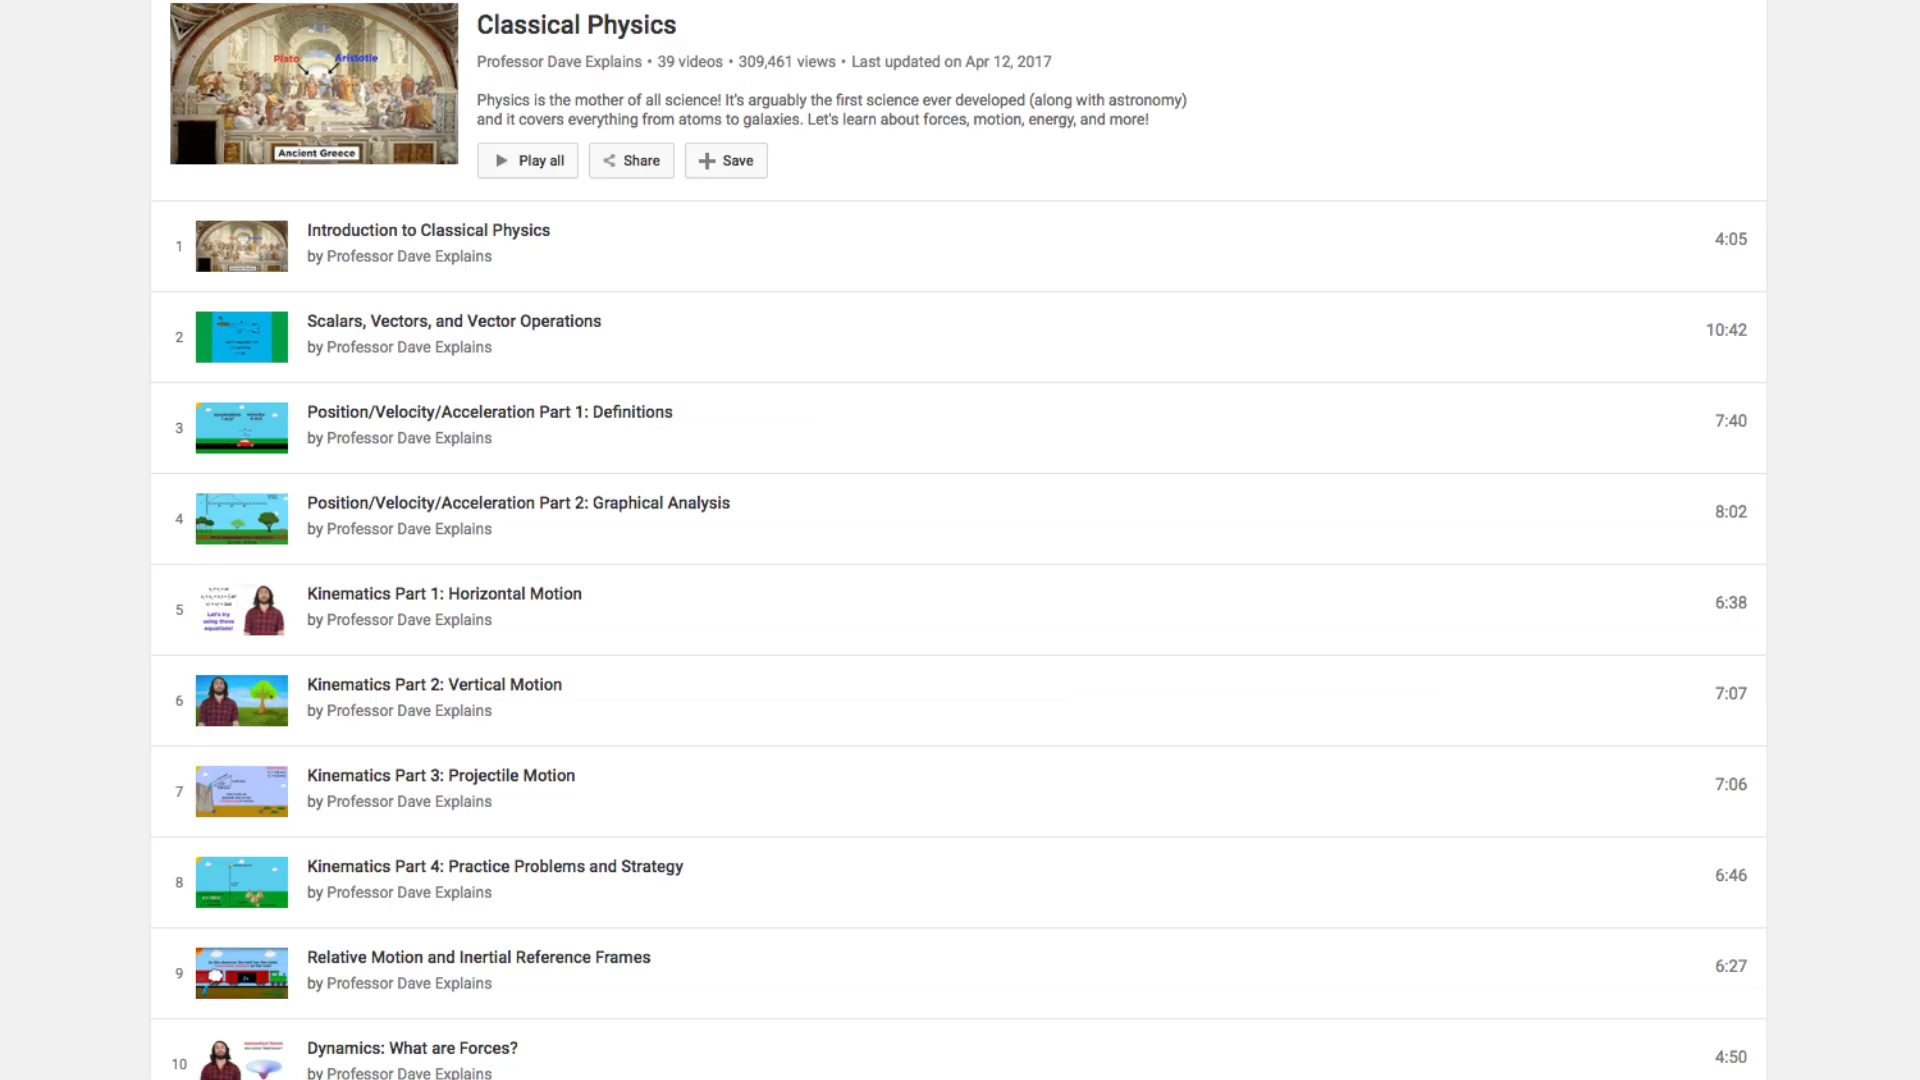 Plato
Aristotle
Ancient Greece
Classical Physics
Professor Dave Explains • 39 videos • 309,461 views • Last updated on Apr 12, 2017
Physics is the mother of all science! It's arguably the first science ever developed (along with astronomy)
and it covers everything from atoms to galaxies. Let's learn about forces, motion, energy, and more!
Play all
Share
Save
1
Introduction to Classical Physics
by Professor Dave Explains
4:05
2
Scalars, Vectors, and Vector Operations
by Professor Dave Explains
10:42
3
Position/Velocity/Acceleration Part 1: Definitions
by Professor Dave Explains
7:40
4
Position/Velocity/Acceleration Part 2: Graphical Analysis
by Professor Dave Explains
8:02
5
Let's try
using these
equations!
Kinematics Part 1: Horizontal Motion
by Professor Dave Explains
6:38
6
Kinematics Part 2: Vertical Motion
by Professor Dave Explains
7:07
7
Kinematics Part 3: Projectile Motion
by Professor Dave Explains
7:06
8
Kinematics Part 4: Practice Problems and Strategy
by Professor Dave Explains
6:46
9
Relative Motion and Inertial Reference Frames
by Professor Dave Explains
6:27
10
Dynamics: What are Forces?
by Professor Dave Explains
4:50